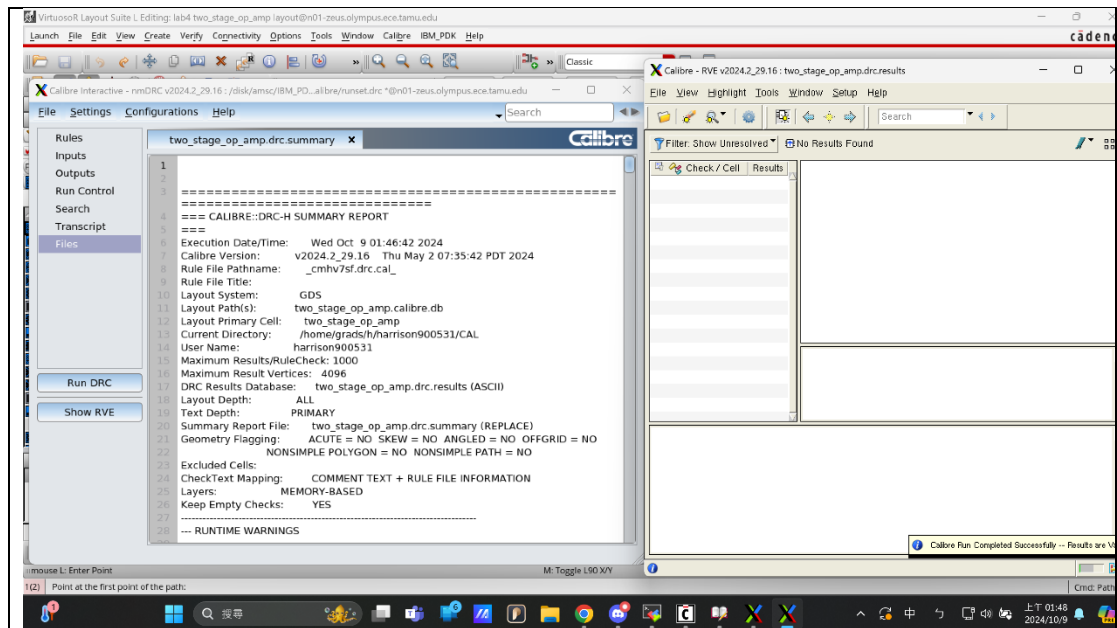 VirtuosoR Layout Suite L Editing: lab4 two_stage_op_amp layout@n01-zeus.olympus.ece.tamu.edu
Launch File Edit View Create Verify Connectivity Options Tools Window Calibre IBM_PDK Help
cādenc
Classic
Calibre Interactive - nmDRC v2024.2_29.16 : /disk/amsc/IBM_PD...alibre/runset.drc *@n01-zeus.olympus.ece.tamu.edu
File Settings Configurations Help
Search
Rules
Inputs
Outputs
Run Control
Search
Transcript
Files
Run DRC
Show RVE
two_stage_op_amp.drc.summary x
Calibre
1
2
3 ==================================================
=============================
4 === CALIBRE::DRC-H SUMMARY REPORT
5 ===
6 Execution Date/Time: Wed Oct 9 01:46:42 2024
7 Calibre Version: v2024.2_29.16 Thu May 2 07:35:42 PDT 2024
8 Rule File Pathname: _cmhv7sf.drc.cal_
9 Rule File Title:
10 Layout System: GDS
11 Layout Path(s): two_stage_op_amp.calibre.db
12 Layout Primary Cell: two_stage_op_amp
13 Current Directory: /home/grads/h/harrison900531/CAL
14 User Name: harrison900531
15 Maximum Results/RuleCheck: 1000
16 Maximum Result Vertices: 4096
17 DRC Results Database: two_stage_op_amp.drc.results (ASCII)
18 Layout Depth: ALL
19 Text Depth: PRIMARY
20 Summary Report File: two_stage_op_amp.drc.summary (REPLACE)
21 Geometry Flagging: ACUTE = NO SKEW = NO ANGLED = NO OFFGRID = NO
22 NONSIMPLE POLYGON = NO NONSIMPLE PATH = NO
23 Excluded Cells:
24 CheckText Mapping: COMMENT TEXT + RULE FILE INFORMATION
25 Layers: MEMORY-BASED
26 Keep Empty Checks: YES
27 ----------------------------------------------------------------------------------
28 --- RUNTIME WARNINGS
Calibre - RVE v2024.2_29.16 : two_stage_op_amp.drc.results
File View Highlight Tools Window Setup Help
Search
Filter: Show Unresolved No Results Found
Check / Cell Results
Calibre Run Completed Successfully -- Results are V
mouse L: Enter Point M: Toggle L90 X/Y
1(2) Point at the first point of the path: Cmd: Path
搜尋
中
ㄅ
上午 01:48
2024/10/9